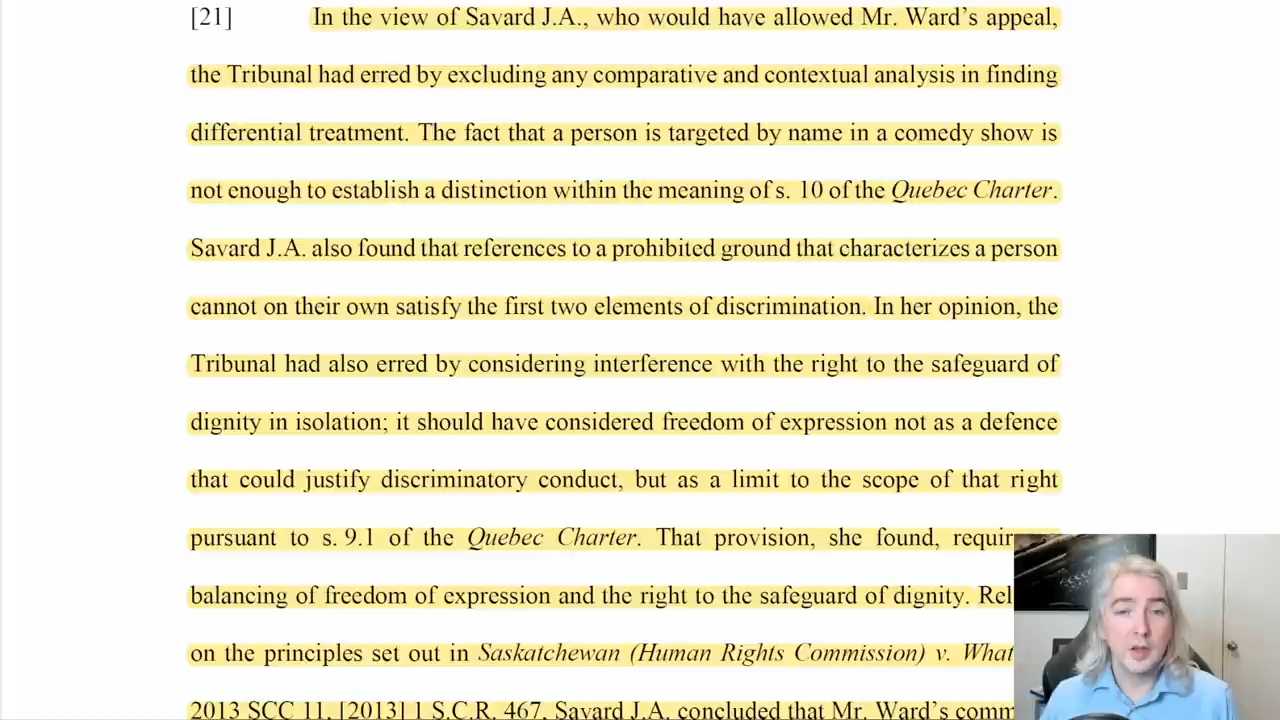 [21] In the view of Savard J.A., who would have allowed Mr. Ward’s appeal,
the Tribunal had erred by excluding any comparative and contextual analysis in finding
differential treatment. The fact that a person is targeted by name in a comedy show is
not enough to establish a distinction within the meaning of s. 10 of the Quebec Charter.
Savard J.A. also found that references to a prohibited ground that characterizes a person
cannot on their own satisfy the first two elements of discrimination. In her opinion, the
Tribunal had also erred by considering interference with the right to the safeguard of
dignity in isolation; it should have considered freedom of expression not as a defence
that could justify discriminatory conduct, but as a limit to the scope of that right
pursuant to s. 9.1 of the Quebec Charter. That provision, she found,
balancing of freedom of expression and the right to the safeguard of dignity.
on the principles set out in Saskatchewan (Human Rights Commission) v.
2013 SCC 11, [2013] 1 S.C.R. 467, Savard J.A. concluded that Mr. Ward’s